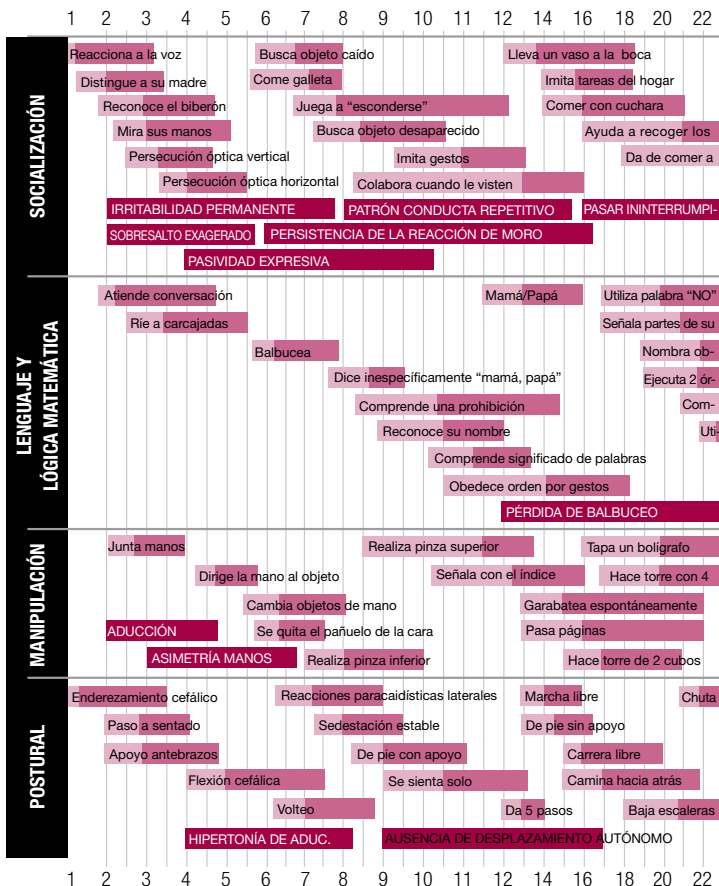 1 2 3 4 5 6 7 8 9 10 11 12 14 16 18 20 22
SOCIALIZACIÓN
Reacciona a la voz
Busca objeto caído
Lleva un vaso a la boca
Distingue a su madre
Come galleta
Imita tareas del hogar
Reconoce el biberón
Juega a “esconderse”
Comer con cuchara
Mira sus manos
Busca objeto desaparecido
Ayuda a recoger los
Persecución óptica vertical
Imita gestos
Da de comer a
Persecución óptica horizontal
Colabora cuando le visten
IRRITABILIDAD PERMANENTE
PATRÓN CONDUCTA REPETITIVO
PASAR ININTERRUMPI-
SOBRESALTO EXAGERADO
PERSISTENCIA DE LA REACCIÓN DE MORO
PASIVIDAD EXPRESIVA
LENGUAJE Y
LÓGICA MATEMÁTICA
Atiende conversación
Mamá/Papá
Utiliza palabra “NO”
Ríe a carcajadas
Señala partes de su
Balbucea
Nombra ob-
Dice inespecíficamente “mamá, papá”
Ejecuta 2 ór-
Comprende una prohibición
Com-
Reconoce su nombre
Uti-
Comprende significado de palabras
Obedece orden por gestos
PÉRDIDA DE BALBUCEO
MANIPULACIÓN
Junta manos
Realiza pinza superior
Tapa un bolígrafo
Dirige la mano al objeto
Señala con el índice
Hace torre con 4
Cambia objetos de mano
Garabatea espontáneamente
ADUCCIÓN
Se quita el pañuelo de la cara
Pasa páginas
ASIMETRÍA MANOS
Realiza pinza inferior
Hace torre de 2 cubos
POSTURAL
Enderezamiento cefálico
Reacciones paracaidísticas laterales
Marcha libre
Chuta
Paso a sentado
Sedestación estable
De pie sin apoyo
Apoyo antebrazos
De pie con apoyo
Carrera libre
Flexión cefálica
Se sienta solo
Camina hacia atrás
Volteo
Da 5 pasos
Baja escaleras
HIPERTONÍA DE ADUC.
AUSENCIA DE DESPLAZAMIENTO AUTÓNOMO
1 2 3 4 5 6 7 8 9 10 11 12 14 16 18 20 22